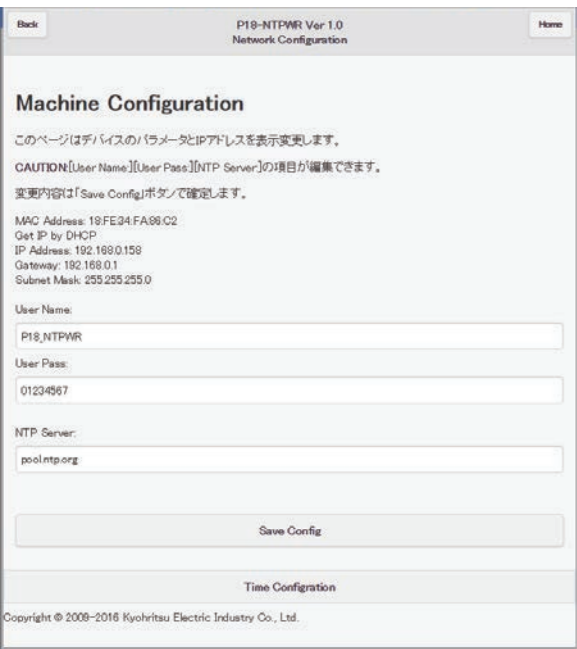 Back
P18-NTPWR Ver 1.0
Home
Network Configuration
Machine Configuration
このページはデバイスのパラメータとIPアドレスを表示変更します。
CAUTION:[User Name:][User Pass:][NTP Server:]の項目が編集できます。
変更内容は「Save Config」ボタンで確定します。
MAC Address: 18:FE:34:FA:86:C2
Get IP by DHCP
IP Address: 192.168.0.158
Gateway: 192.168.0.1
Subnet Mask: 255.255.255.0
User Name:
P18_NTPWR
User Pass:
01234567
NTP Server:
pool.ntp.org
Save Config
Time Configration
Copyright © 2009-2016 Kyohritsu Electric Industry Co., Ltd.